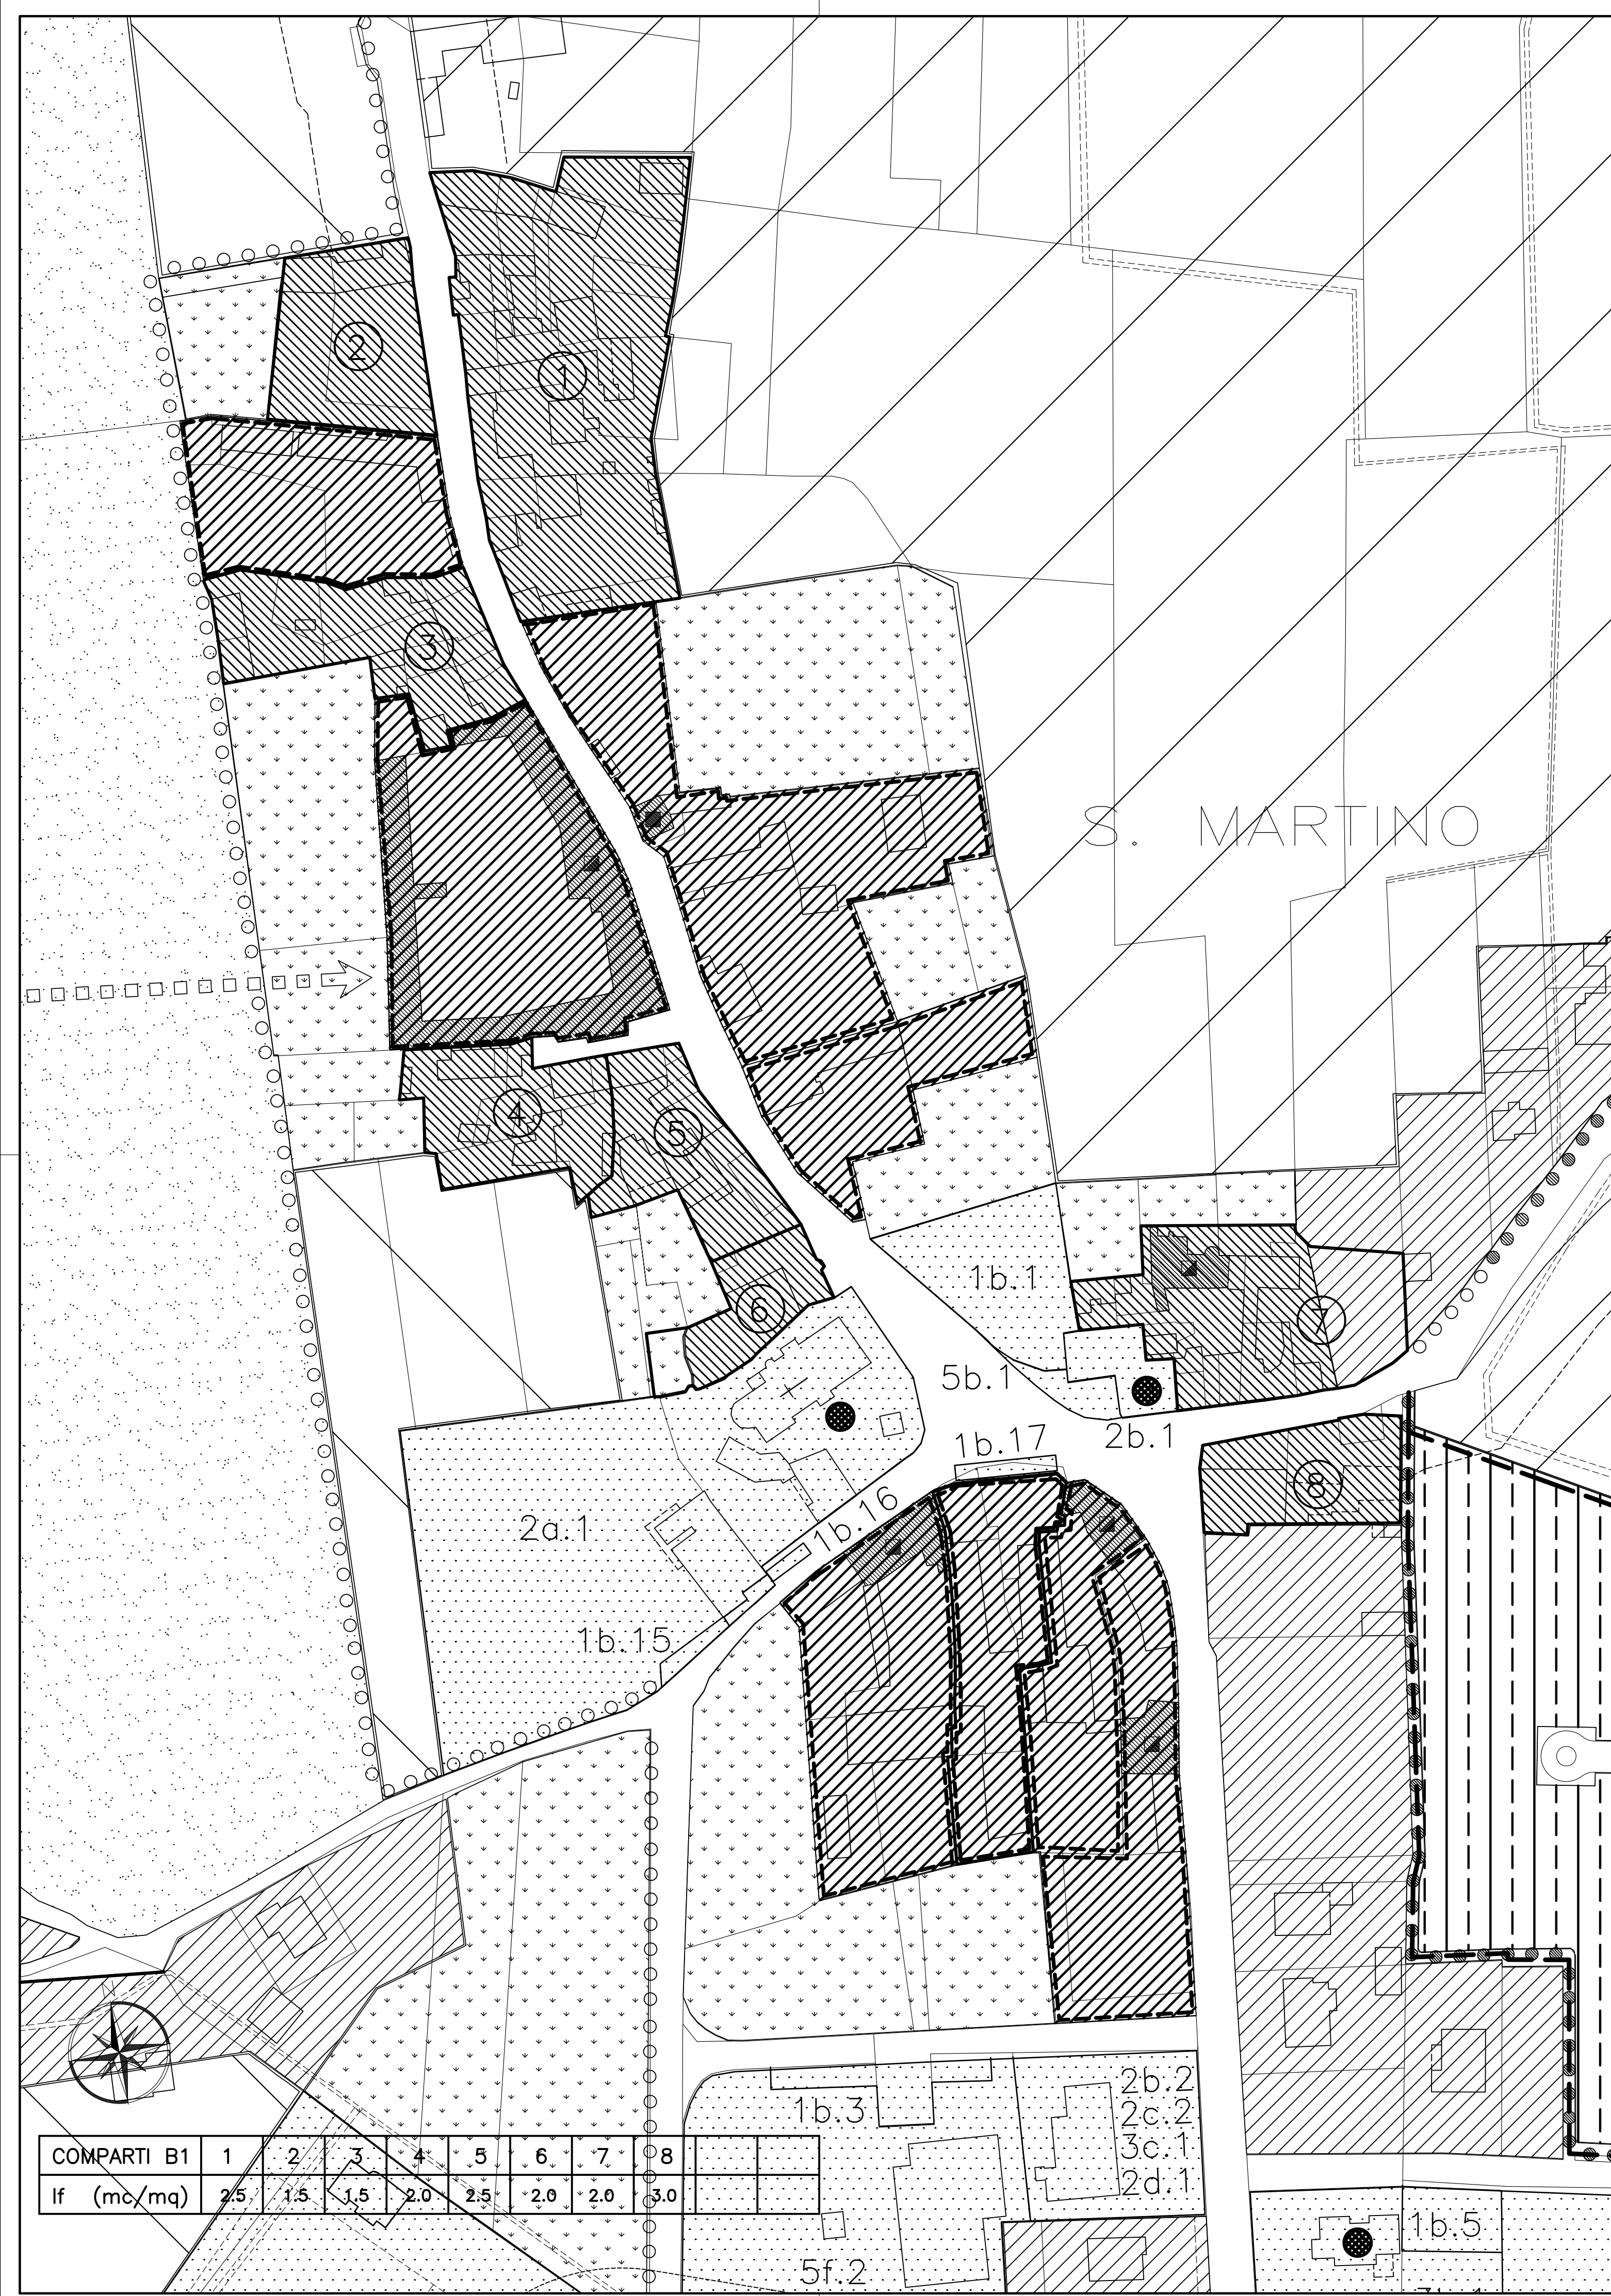 2
1
3
S. MARTINO
4
5
1b.1
6
7
5b.1
2b.1
1b.17
8
1b.16
2a.1
1b.15
2b.2
1b.3
2c.2
3c.1
2d.1
COMPARTI B1 1 2 3 4 5 6 7 8
If (mc/mq) 2.5 1.5 1.5 2.0 2.5 2.0 2.0 3.0
1b.5
5f.2